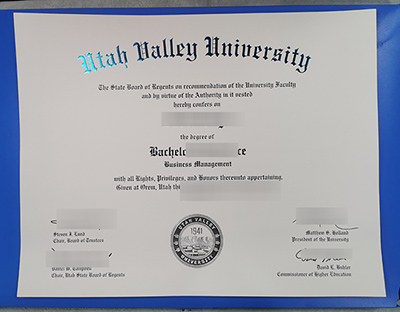 Utah Valley University
The State Board of Regents on recommendation of the University Faculty
and by virtue of the Authority in it vested
hereby confers on
the degree of
Business Management
with all Rights, Privileges, and Honors thereunto appertaining.
Given at Orem, Utah
Steven J. Lund
Chair, Board of Trustees
Daniel W. Campbell
Chair, Utah State Board of Regents
UTAH VALLEY
1941
UNIVERSITY
Matthew S. Holland
President of the University
David L. Buhler
Commissioner of Higher Education